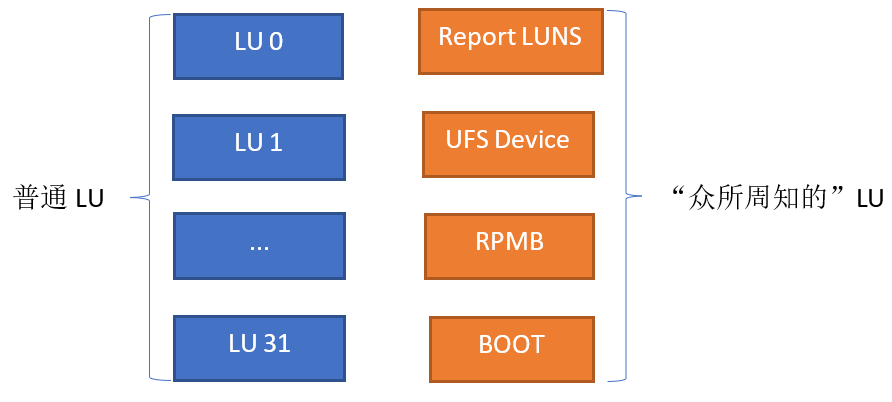 普通 LU
LU 0
LU 1
...
LU 31
Report LUNS
UFS Device
RPMB
BOOT
“众所周知的”LU